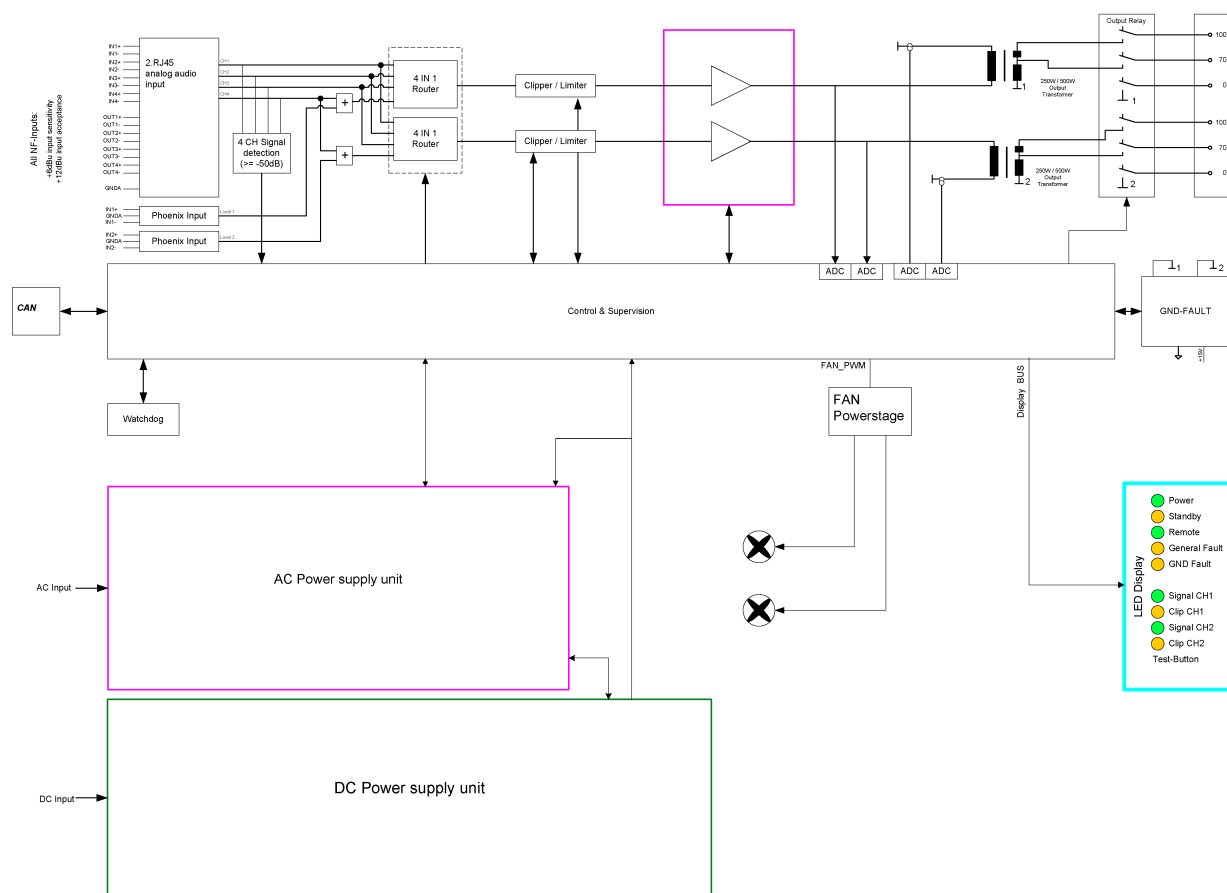 All NF-Inputs:
+6dBu input sensitivity
+12dBu input acceptance
IN1+
IN1-
IN2+
IN2-
IN3+
IN3-
IN4+
IN4-
OUT1+
OUT1-
OUT2+
OUT2-
OUT3+
OUT3-
OUT4+
OUT4-
GNDA
2.RJ45
analog audio
input
CH1
CH2
CH3
CH4
4 CH Signal
detection
(>= -50dB)
IN1+
GNDA
IN1-
Phoenix Input
Local 1
IN2+
GNDA
IN2-
Phoenix Input
Local 2
+
+
4 IN 1
Router
4 IN 1
Router
Clipper / Limiter
Clipper / Limiter
1
250W / 500W
Output
Transformer
2
250W / 500W
Output
Transformer
Output Relay
1
2
100
70
0
100
70
0
ADC
ADC
ADC
ADC
CAN
Control & Supervision
1
2
GND-FAULT
+15V
Watchdog
FAN_PWM
FAN
Powerstage
Display BUS
AC Input
AC Power supply unit
DC Input
DC Power supply unit
LED Display
Power
Standby
Remote
General Fault
GND Fault
Signal CH1
Clip CH1
Signal CH2
Clip CH2
Test-Button